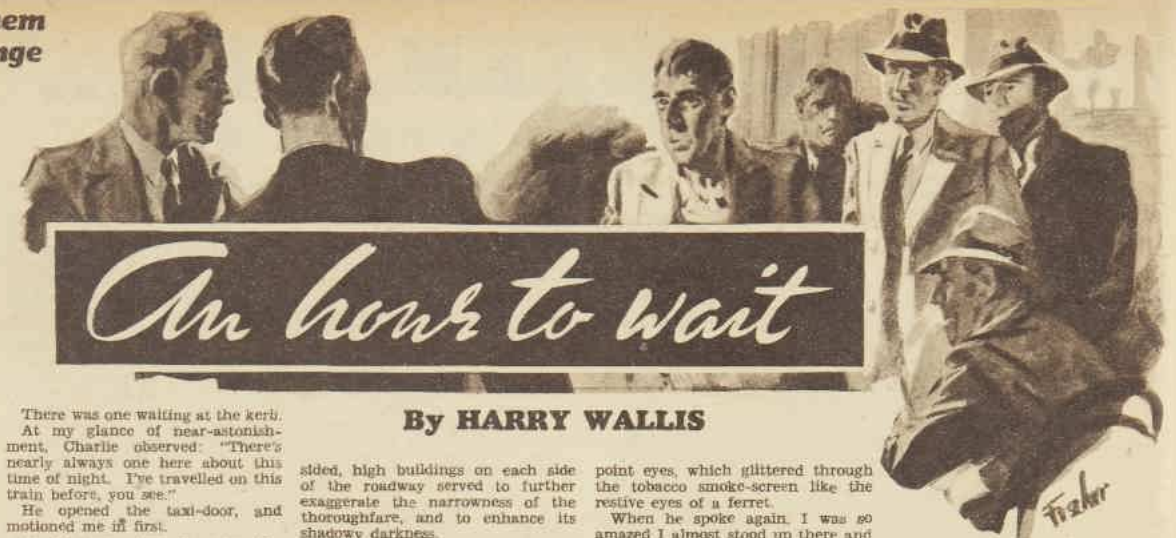 em
nge
An hour to wait
By HARRY WALLIS
There was one waiting at the kerb.
At my glance of near-astonish-
ment, Charlie observed: "There's
nearly always one here about this
time of night. I've travelled on this
train before, you see."
He opened the taxi-door, and
motioned me in first.
sided, high buildings on each side
of the roadway served to further
exaggerate the narrowness of the
thoroughfare, and to enhance its
shadowy darkness.
point eyes, which glittered through
the tobacco smoke-screen like the
restive eyes of a ferret.
When he spoke again, I was so
amazed I almost stood up there and
Fisher